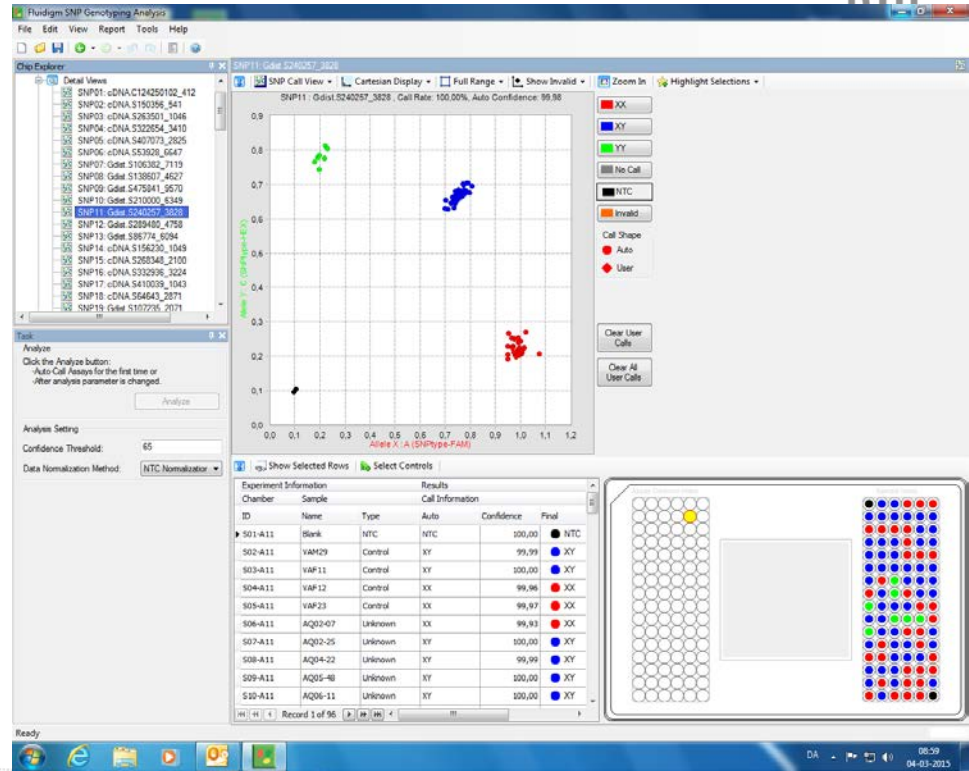 Fluidigm SNP Genotyping Analysis
File Edit View Report Tools Help
Chip Explorer
Detail Views
SNP01: cDNA.C124250102_412
SNP02: cDNA.S150356_541
SNP03: cDNA.S263501_1046
SNP04: cDNA.S322654_3410
SNP05: cDNA.S407073_2825
SNP06: cDNA.S53928_6647
SNP07: Gdist.S106382_7119
SNP08: Gdist.S138607_4627
SNP09: Gdist.S475841_9570
SNP10: Gdist.S210000_6349
SNP11: Gdist.S240257_3828
SNP12: Gdist.S289480_4758
SNP13: Gdist.S86774_6094
SNP14: cDNA.S156230_1049
SNP15: cDNA.S268348_2100
SNP16: cDNA.S332936_3224
SNP17: cDNA.S410039_1043
SNP18: cDNA.S64643_2871
SNP19: Gdist.S107235_2071
Task
Analyze
Click the Analyze button:
-Auto-Call Assays for the first time or
-After analysis parameter is changed.
Analyze
Analysis Setting
Confidence Threshold: 65
Data Normalization Method: NTC Normalization
SNP11: Gdist.S240257_3828
SNP Call View Cartesian Display Full Range Show Invalid Zoom In Highlight Selections
SNP11 : Gdist.S240257_3828 , Call Rate: 100,00%, Auto Confidence: 99,98
0,9
0,8
0,7
0,6
0,6
0,4
0,3
0,2
0,1
0,0
Allele Y : C (SNPtype-HEX)
0,0 0,1 0,2 0,3 0,4 0,5 0,6 0,7 0,8 0,9 1,0 1,1 1,2
Allele X : A (SNPtype-FAM)
XX
XY
YY
No Call
NTC
Invalid
Call Shape
Auto
User
Clear User
Calls
Clear All
User Calls
Show Selected Rows Select Controls
Experiment Information Results
Chamber Sample Call Information
ID Name Type Auto Confidence Final
S01-A11 Blank NTC NTC 100,00 NTC
S02-A11 VAM29 Control XY 99,99 XY
S03-A11 VAF11 Control XY 100,00 XY
S04-A11 VAF12 Control XX 99,96 XX
S05-A11 VAF23 Control XX 99,97 XX
S06-A11 AQ02-07 Unknown XX 99,93 XX
S07-A11 AQ02-25 Unknown XY 100,00 XY
S08-A11 AQ04-22 Unknown XY 99,99 XY
S09-A11 AQ05-48 Unknown XY 100,00 XY
S10-A11 AQ06-11 Unknown XY 100,00 XY
Record 1 of 96
Ready
DA
08:59
04-03-2015